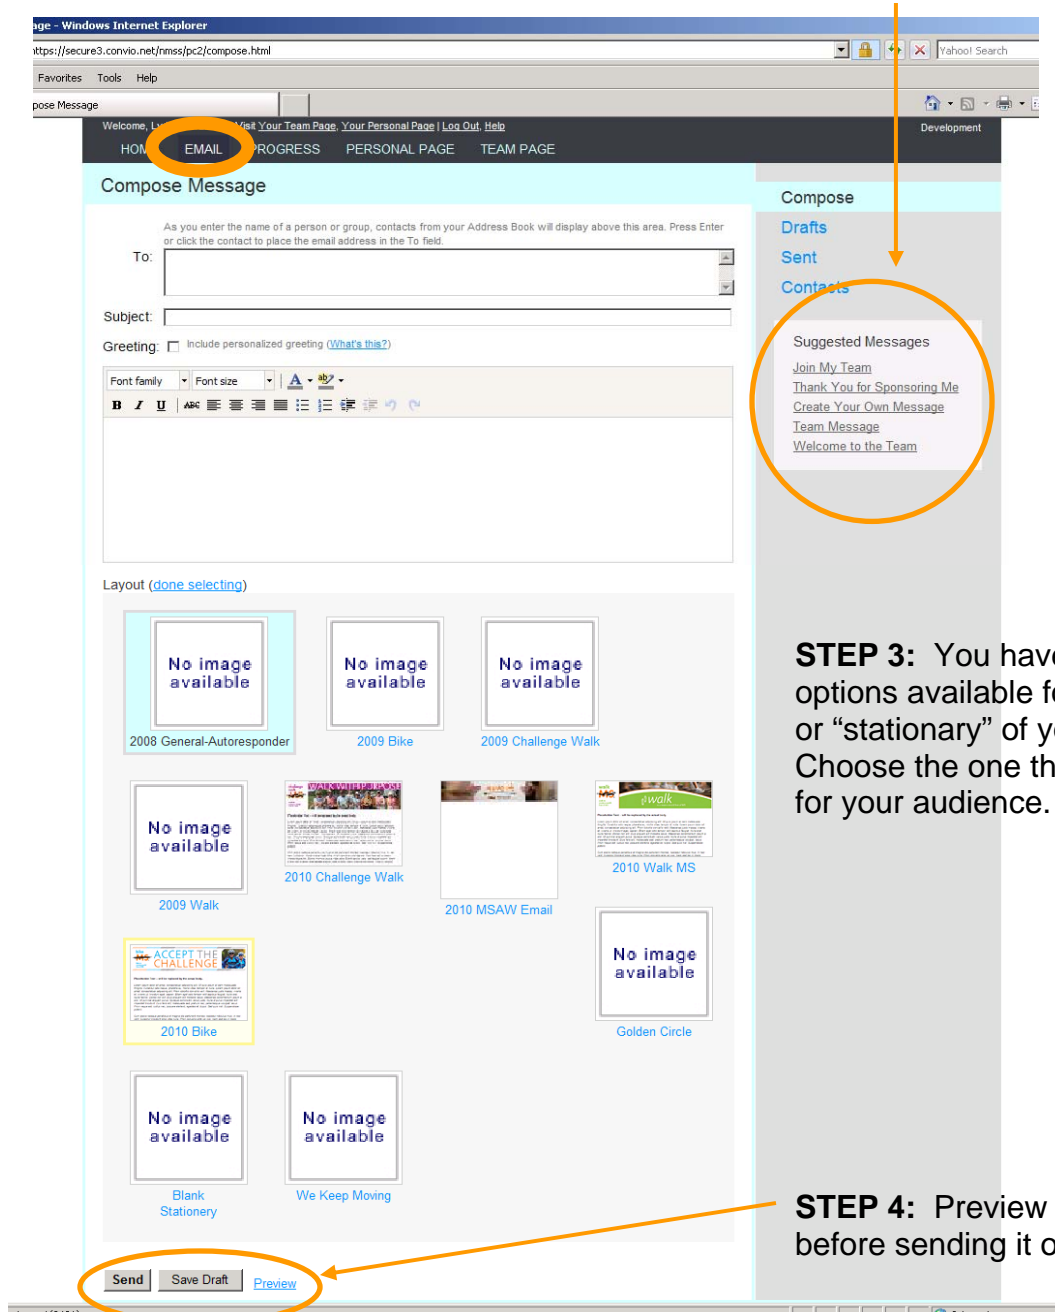 age - Windows Internet Explorer
https://secure3.convio.net/nmss/pc2/compose.html
Yahoo! Search
Favorites Tools Help
pose Message
Welcome, Visit Your Team Page, Your Personal Page | Log Out, Help
Development
HOM EMAIL PROGRESS PERSONAL PAGE TEAM PAGE
Compose Message
As you enter the name of a person or group, contacts from your Address Book will display above this area. Press Enter
or click the contact to place the email address in the To field.
To:
Subject:
Greeting: Include personalized greeting (What's this?)
Font family Font size A ab
B I U ABC
Compose
Drafts
Sent
Contacts
Suggested Messages
Join My Team
Thank You for Sponsoring Me
Create Your Own Message
Team Message
Welcome to the Team
Layout (done selecting)
No image
available
2008 General-Autoresponder
No image
available
2009 Bike
No image
available
2009 Challenge Walk
No image
available
2009 Walk
WALK WITH PURPOSE
2010 Challenge Walk
2010 MSAW Email
walk
2010 Walk MS
ACCEPT THE
CHALLENGE
2010 Bike
No image
available
Golden Circle
No image
available
Blank
Stationery
No image
available
We Keep Moving
Send Save Draft Preview
STEP 3: You have
options available f
or “stationary” of y
Choose the one th
for your audience.
STEP 4: Preview
before sending it o